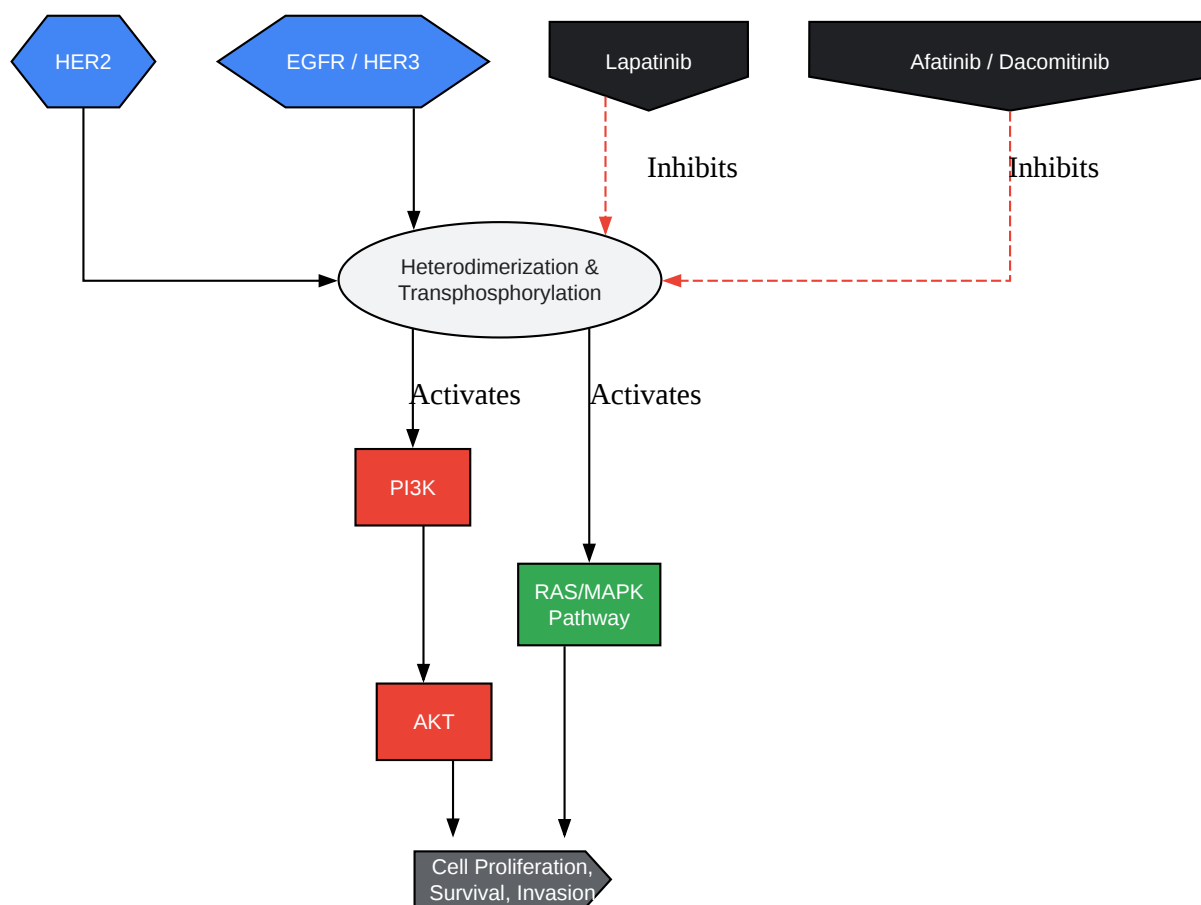 HER2
EGFR / HER3
Lapatinib
Afatinib / Dacomitinib
Inhibits
Inhibits
Heterodimerization &
Transphosphorylation
Activates
Activates
PI3K
RAS/MAPK
Pathway
AKT
Cell Proliferation,
Survival, Invasion